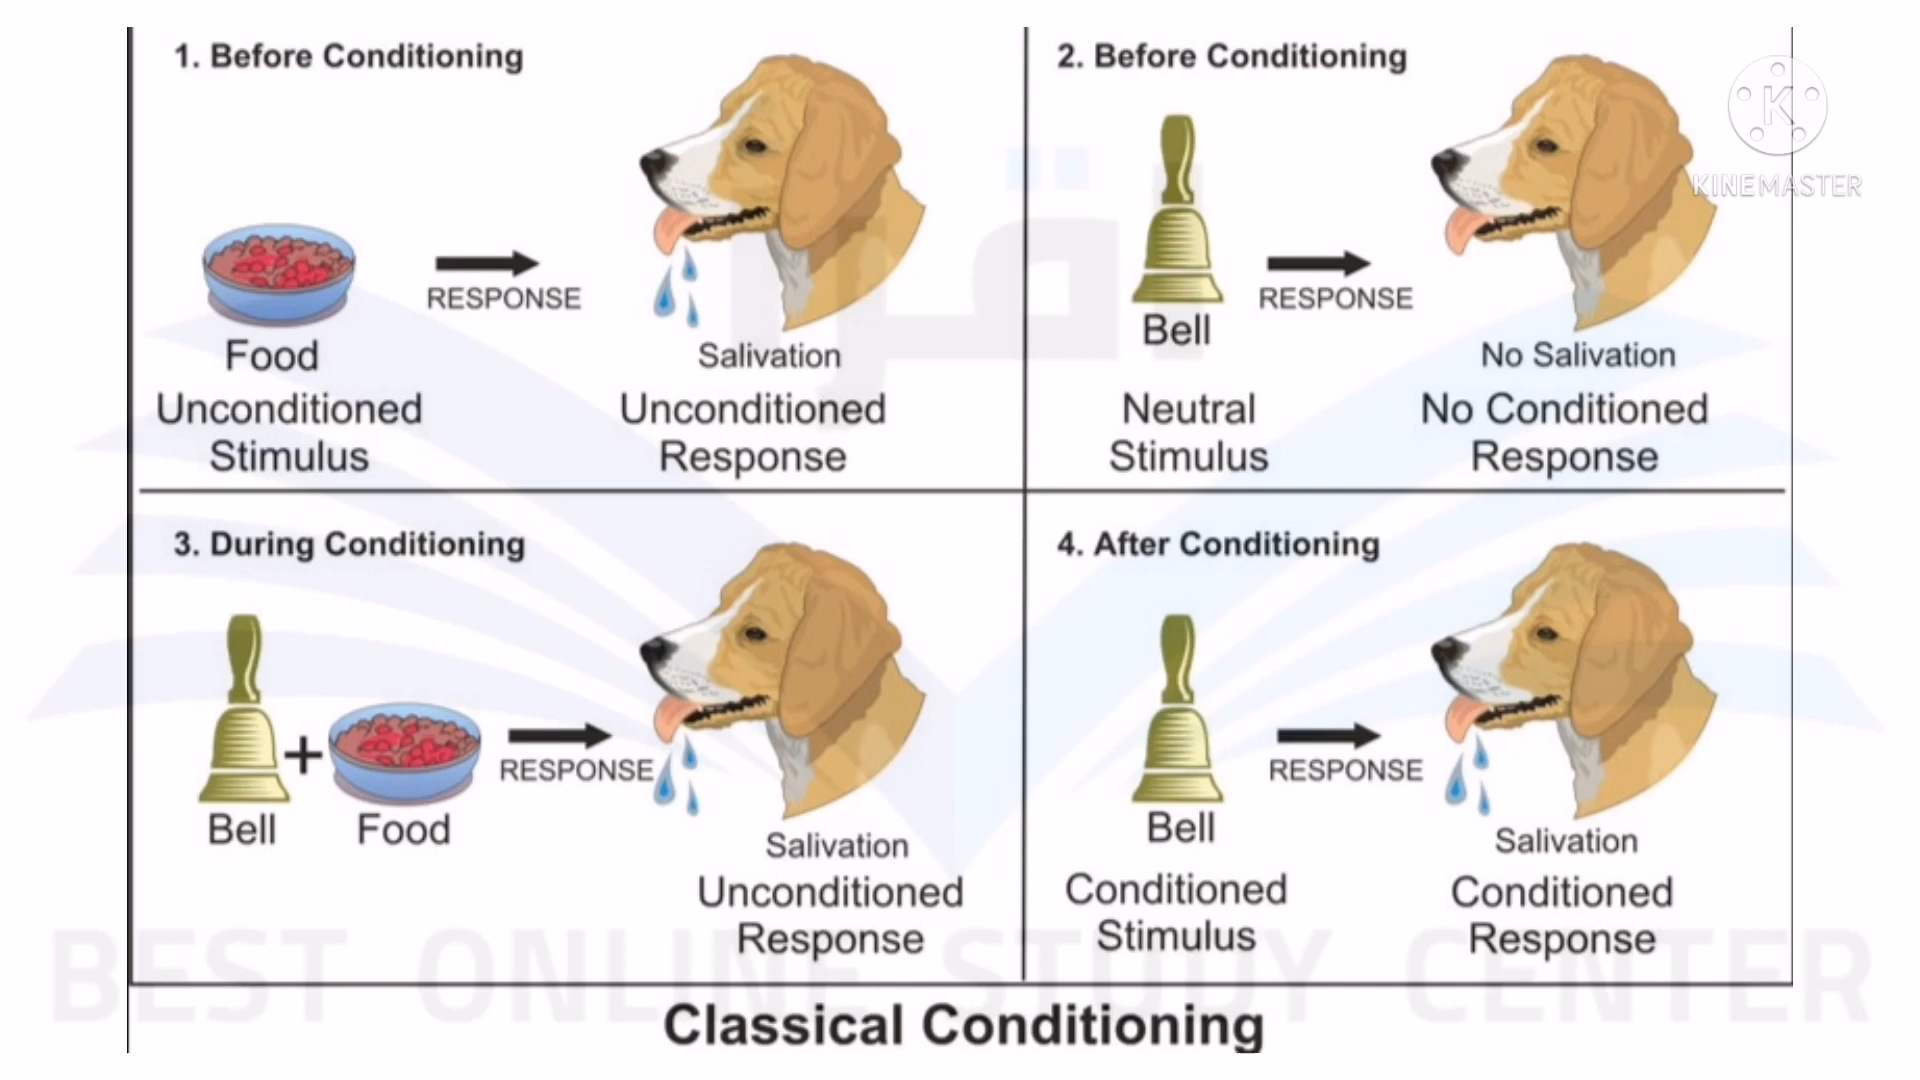 1. Before Conditioning
RESPONSE
Food
Salivation
Unconditioned
Stimulus
Unconditioned
Response
2. Before Conditioning
K
KINEMASTER
RESPONSE
Bell
No Salivation
Neutral
Stimulus
No Conditioned
Response
3. During Conditioning
+
RESPONSE
Bell
Food
Salivation
Unconditioned
Response
4. After Conditioning
RESPONSE
Bell
Salivation
Conditioned
Stimulus
Conditioned
Response
BEST ONLINE STUDY CENTER
Classical Conditioning